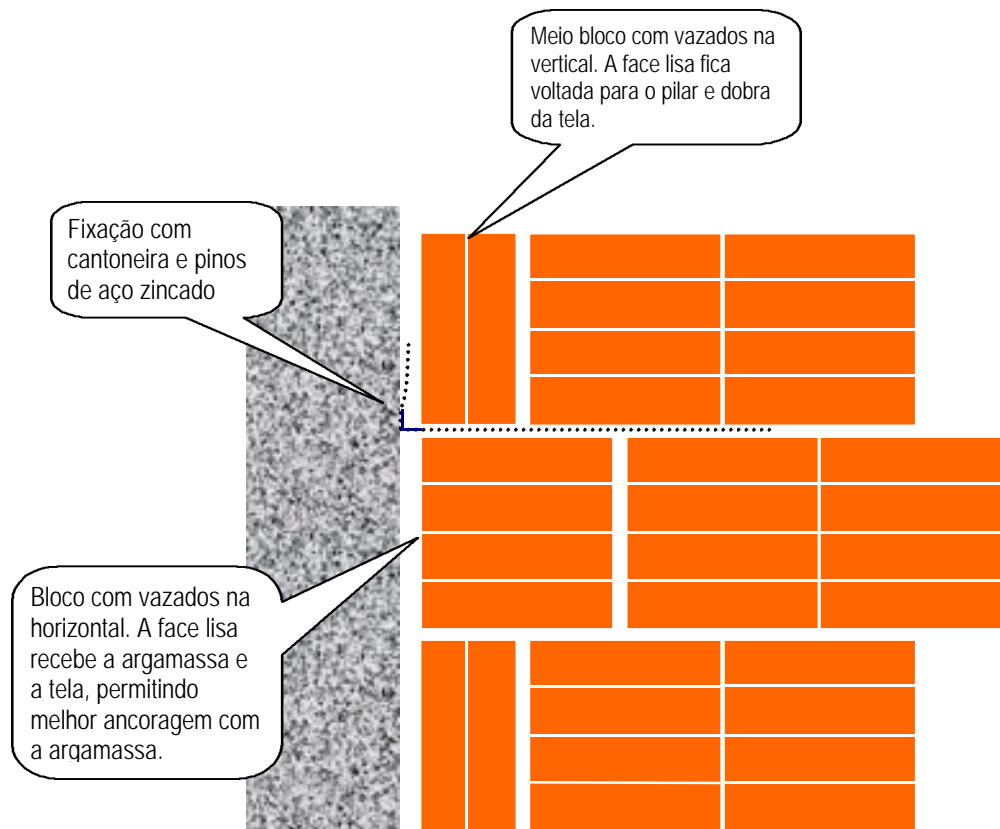 Meio bloco com vazados na
vertical. A face lisa fica
voltada para o pilar e dobra
da tela.
Fixação com
cantoneira e pinos
de aço zincado
Bloco com vazados na
horizontal. A face lisa
recebe a argamassa e
a tela, permitindo
melhor ancoragem com
a argamassa.